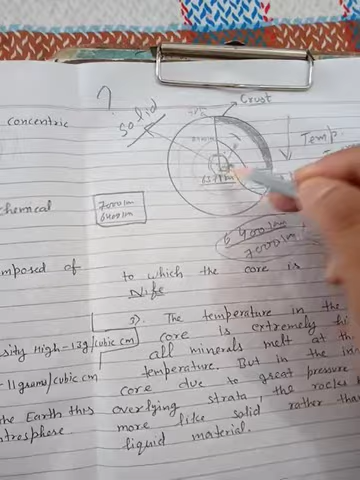 ?
Solid
Crust
Temp.
concentric
7000km
6400km
chemical
6400km
7000km
omposed of
to which the core is
Nife
3). The temperature in the
core is extremely hi
sity High - 13g/cubic cm
all minerals melt at th
temperature. But in the in
- 11 grams/cubic cm
core due to great pressure
the Earth this
overlying strata, the rocks
more like solid rather tha
ntrosphere
liquid material.